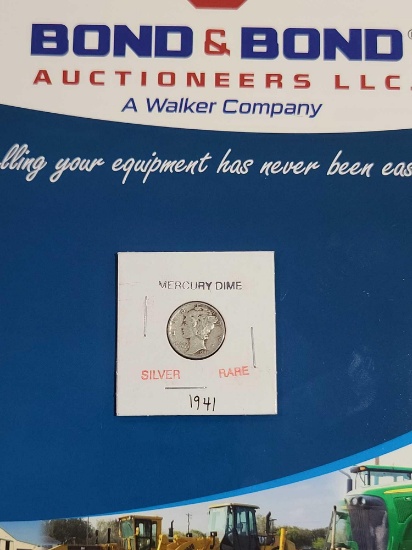 BOND & BOND®
AUCTIONEERS LLC.
A Walker Company
lling your equipment has never been eas
MERCURY DIME
SILVER RARE
1941